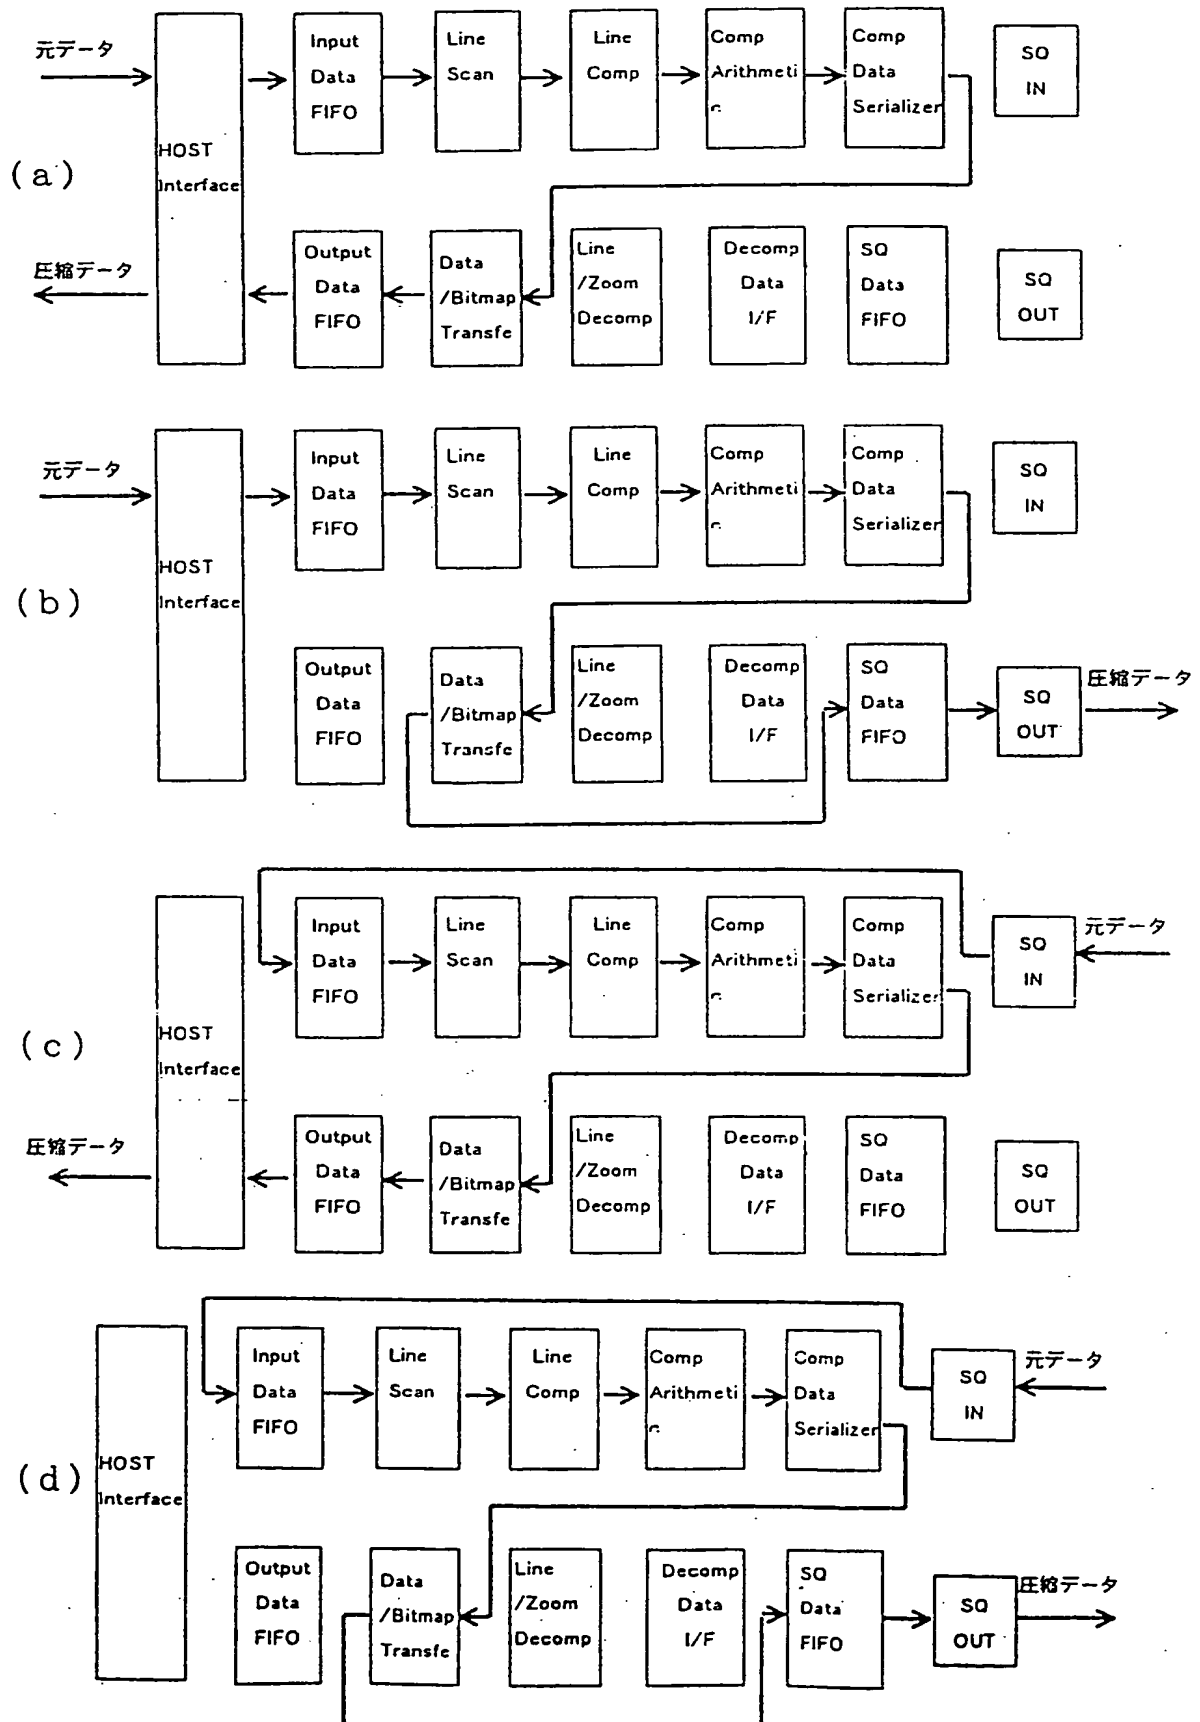 元データ
Input
Data
FIFO
Line
Scan
Line
Comp
Comp
Arithmeti
c
Comp
Data
Serializer
SQ
IN
(a)
HOST
Interface
圧縮データ
Output
Data
FIFO
Data
/Bitmap
Transfe
Line
/Zoom
Decomp
Decomp
Data
I/F
SQ
Data
FIFO
SQ
OUT
元データ
Input
Data
FIFO
Line
Scan
Line
Comp
Comp
Arithmeti
c
Comp
Data
Serializer
SQ
IN
(b)
HOST
Interface
Output
Data
FIFO
Data
/Bitmap
Transfe
Line
/Zoom
Decomp
Decomp
Data
I/F
SQ
Data
FIFO
SQ
OUT
圧縮データ
Input
Data
FIFO
Line
Scan
Line
Comp
Comp
Arithmeti
c
Comp
Data
Serializer
SQ
IN
元データ
(c)
HOST
Interface
圧縮データ
Output
Data
FIFO
Data
/Bitmap
Transfe
Line
/Zoom
Decomp
Decomp
Data
I/F
SQ
Data
FIFO
SQ
OUT
Input
Data
FIFO
Line
Scan
Line
Comp
Comp
Arithmeti
c
Comp
Data
Serializer
SQ
IN
元データ
(d)
HOST
Interface
Output
Data
FIFO
Data
/Bitmap
Transfe
Line
/Zoom
Decomp
Decomp
Data
I/F
SQ
Data
FIFO
SQ
OUT
圧縮データ